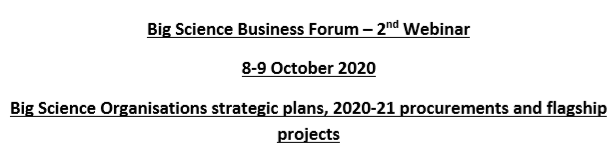 Big Science Business Forum – 2nd Webinar
8-9 October 2020
Big Science Organisations strategic plans, 2020-21 procurements and flagship
projects